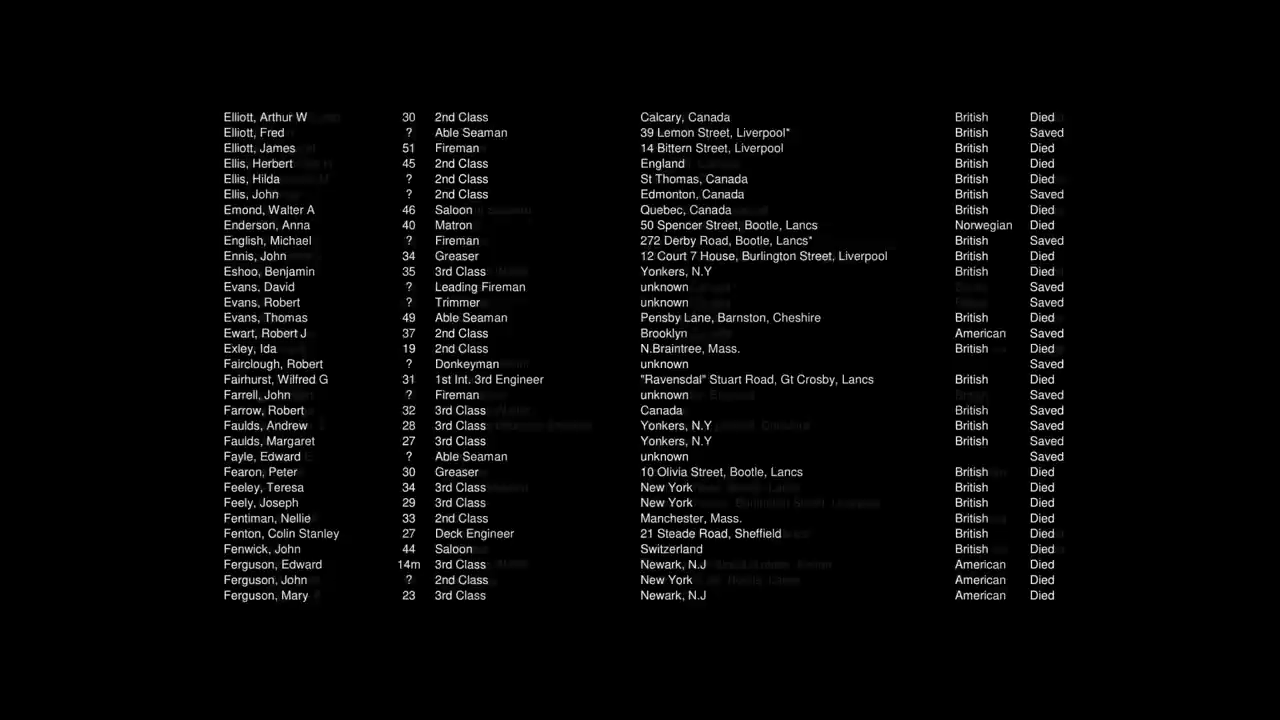 Elliott, Arthur W 30 2nd Class Calcary, Canada British Died
Elliott, Fred ? Able Seaman 39 Lemon Street, Liverpool* British Saved
Elliott, James 51 Fireman 14 Bittern Street, Liverpool British Died
Ellis, Herbert 45 2nd Class England British Died
Ellis, Hilda ? 2nd Class St Thomas, Canada British Died
Ellis, John ? 2nd Class Edmonton, Canada British Saved
Emond, Walter A 46 Saloon Quebec, Canada British Died
Enderson, Anna 40 Matron 50 Spencer Street, Bootle, Lancs Norwegian Died
English, Michael ? Fireman 272 Derby Road, Bootle, Lancs* British Saved
Ennis, John 34 Greaser 12 Court 7 House, Burlington Street, Liverpool British Died
Eshoo, Benjamin 35 3rd Class Yonkers, N.Y British Died
Evans, David ? Leading Fireman unknown Saved
Evans, Robert ? Trimmer unknown Saved
Evans, Thomas 49 Able Seaman Pensby Lane, Barnston, Cheshire British Died
Ewart, Robert J 37 2nd Class Brooklyn American Saved
Exley, Ida 19 2nd Class N.Braintree, Mass. British Died
Fairclough, Robert ? Donkeyman unknown Saved
Fairhurst, Wilfred G 31 1st Int. 3rd Engineer "Ravensdal" Stuart Road, Gt Crosby, Lancs British Died
Farrell, John ? Fireman unknown Saved
Farrow, Robert 32 3rd Class Canada British Saved
Faulds, Andrew 28 3rd Class Yonkers, N.Y British Saved
Faulds, Margaret 27 3rd Class Yonkers, N.Y British Saved
Fayle, Edward ? Able Seaman unknown Saved
Fearon, Peter 30 Greaser 10 Olivia Street, Bootle, Lancs British Died
Feeley, Teresa 34 3rd Class New York British Died
Feely, Joseph 29 3rd Class New York British Died
Fentiman, Nellie 33 2nd Class Manchester, Mass. British Died
Fenton, Colin Stanley 27 Deck Engineer 21 Steade Road, Sheffield British Died
Fenwick, John 44 Saloon Switzerland British Died
Ferguson, Edward 14m 3rd Class Newark, N.J American Died
Ferguson, John ? 2nd Class New York American Died
Ferguson, Mary 23 3rd Class Newark, N.J American Died